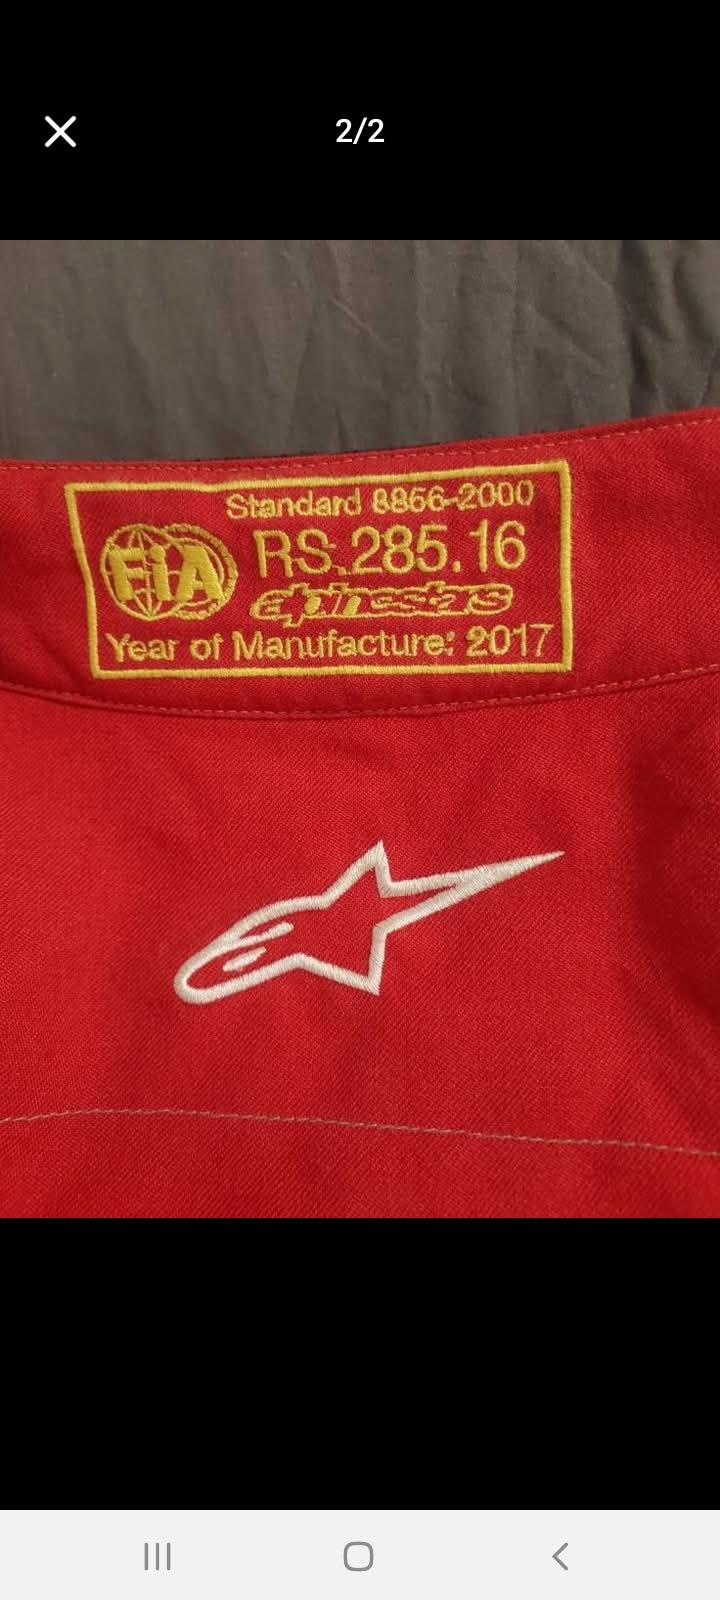 2/2
Standard 8856-2000
FiA
RS.285.16
alpinestars
Year of Manufacture: 2017